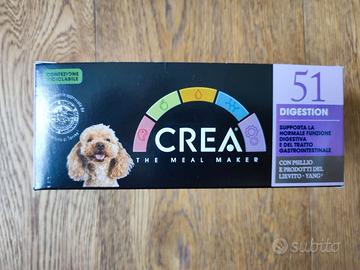 CONFEZIONE
RICICLABILE
CREA
THE MEAL MAKER
51
DIGESTION
SUPPORTA LA
NORMALE FUNZIONE
DIGESTIVA
E DEL TRATTO
GASTROINTESTINALE
CON PSILLIO
E PRODOTTI DEL
LIEVITO - YANG
subito